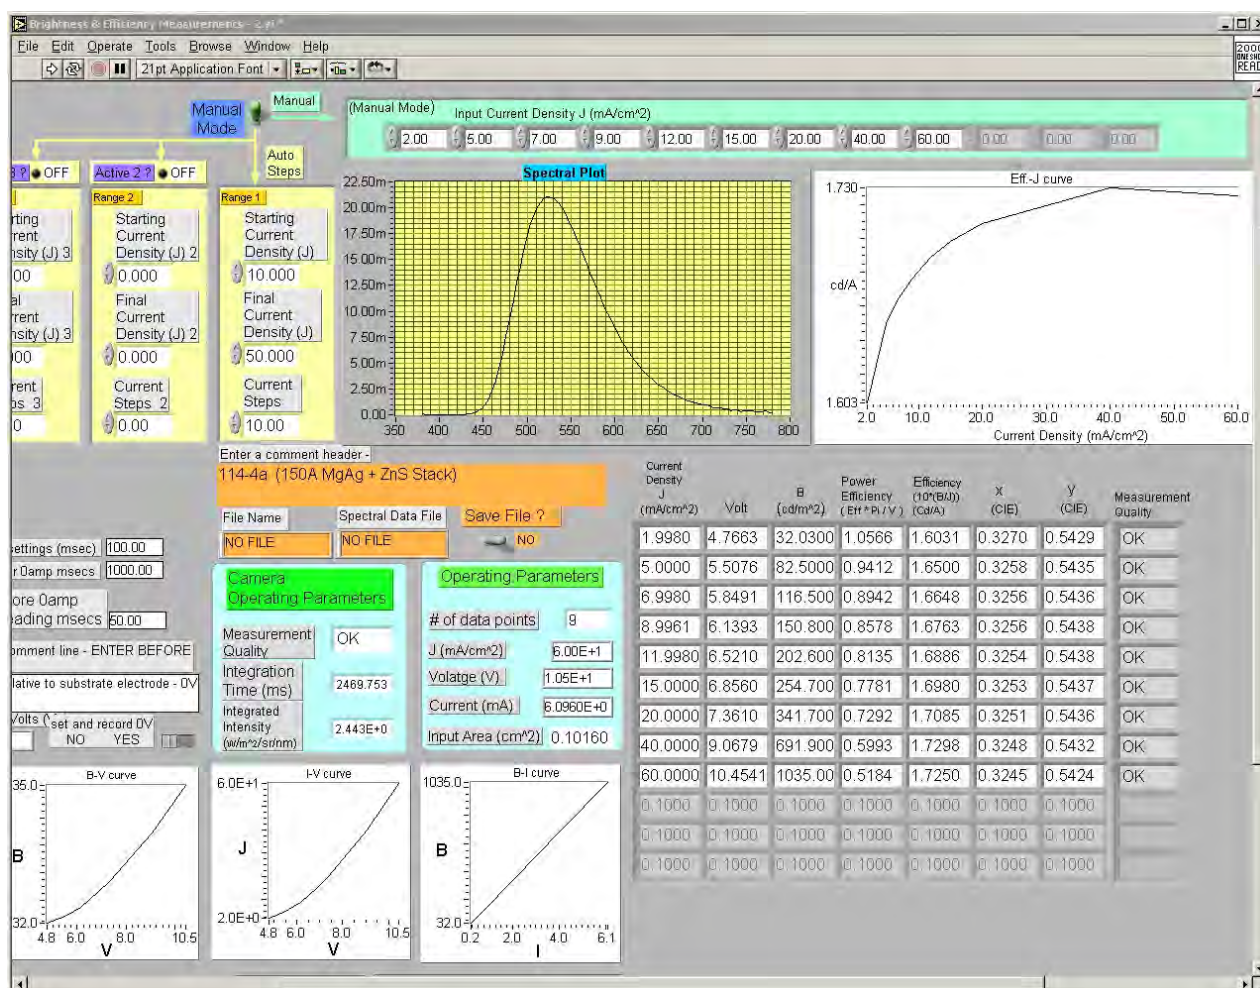 Brightness & Efficiency Measurements - 2.vi *
File Edit Operate Tools Browse Window Help
21pt Application Font
2000
ONE SHO
READ
Manual
Mode
Manual
Auto
Steps
(Manual Mode) Input Current Density J (mA/cm^2)
2.00 5.00 7.00 9.00 12.00 15.00 20.00 40.00 60.00 0.00 0.00 0.00
3 ? OFF Active 2 ? OFF
Range 2
Starting
Current
Density (J) 2
0.000
Final
Current
Density (J) 2
0.000
Current
Steps 2
0.00
Range 1
Starting
Current
Density (J)
10.000
Final
Current
Density (J)
50.000
Current
Steps
10.00
rting
rrent
nsity (J) 3
00
al
rrent
nsity (J) 3
000
rrent
ps 3
0
Spectral Plot
22.50m
20.00m
17.50m
15.00m
12.50m
10.00m
7.50m
5.00m
2.50m
0.00
350 400 450 500 550 600 650 700 750 800
Eff.-J curve
1.730
cd/A
1.603
2.0 10.0 20.0 30.0 40.0 50.0 60.0
Current Density (mA/cm^2)
Enter a comment header -
114-4a (150A MgAg + ZnS Stack)
File Name Spectral Data File Save File ?
NO FILE NO FILE NO
settings (msec) 100.00
r 0amp msecs 1000.00
ore 0amp
eading msecs 50.00
omment line - ENTER BEFORE
lative to substrate electrode - 0V
Volts (V set and record 0V
NO YES
Camera
Operating Parameters
Measurement
Quality OK
Integration
Time (ms) 2469.753
Integrated
Intensity
(w/m^2/sr/nm) 2.443E+0
Operating Parameters
# of data points 9
J (mA/cm^2) 6.00E+1
Volatge (V) 1.05E+1
Current (mA) 6.0960E+0
Input Area (cm^2) 0.10160
Current
Density
J
(mA/cm^2)
Volt
B
(cd/m^2)
Power
Efficiency
( Eff * Pi / V )
Efficiency
(10*(B/J))
(Cd/A)
X
(CIE)
Y
(CIE)
Measurement
Quality
1.9980 4.7663 32.0300 1.0566 1.6031 0.3270 0.5429 OK
5.0000 5.5076 82.5000 0.9412 1.6500 0.3258 0.5435 OK
6.9980 5.8491 116.500 0.8942 1.6648 0.3256 0.5436 OK
8.9961 6.1393 150.800 0.8578 1.6763 0.3256 0.5438 OK
11.9980 6.5210 202.600 0.8135 1.6886 0.3254 0.5438 OK
15.0000 6.8560 254.700 0.7781 1.6980 0.3253 0.5437 OK
20.0000 7.3610 341.700 0.7292 1.7085 0.3251 0.5436 OK
40.0000 9.0679 691.900 0.5993 1.7298 0.3248 0.5432 OK
60.0000 10.4541 1035.00 0.5184 1.7250 0.3245 0.5424 OK
0.1000 0.1000 0.1000 0.1000 0.1000 0.1000 0.1000
0.1000 0.1000 0.1000 0.1000 0.1000 0.1000 0.1000
0.1000 0.1000 0.1000 0.1000 0.1000 0.1000 0.1000
B-V curve
35.0
B
32.0
4.8 6.0 8.0 10.5
V
I-V curve
6.0E+1
J
2.0E+0
4.8 6.0 8.0 10.5
V
B-I curve
1035.0
B
32.0
0.2 2.0 4.0 6.1
I